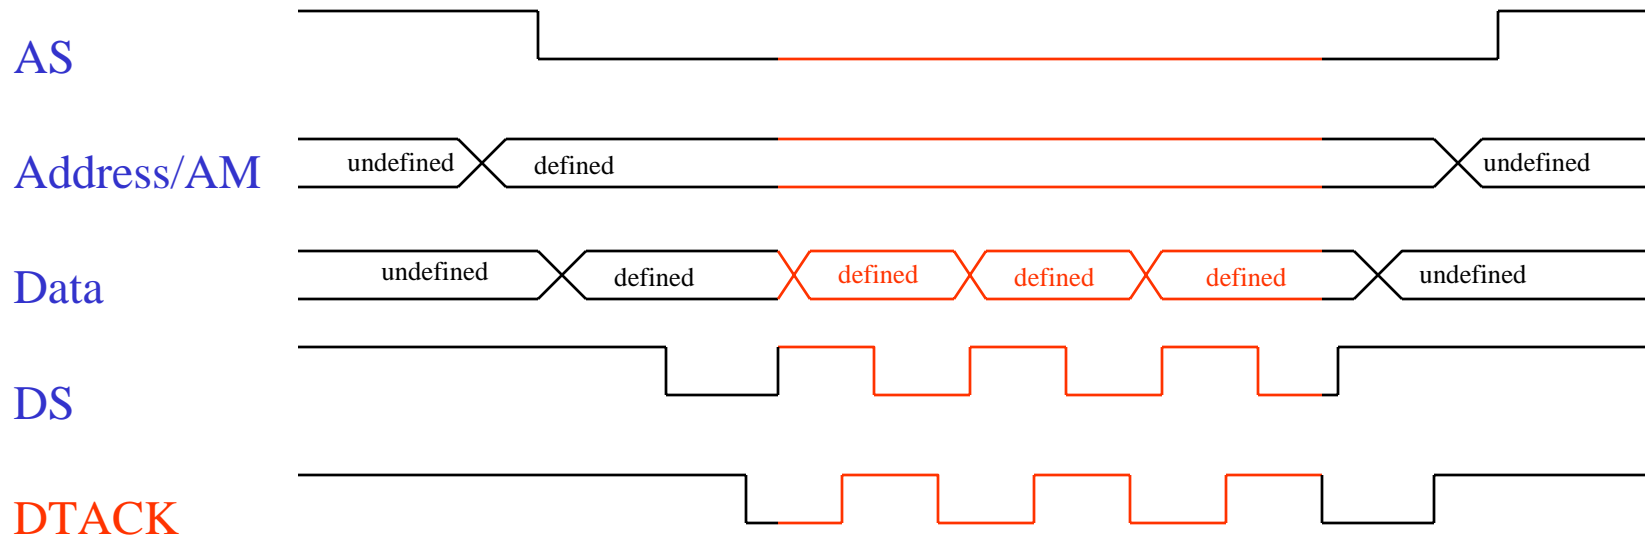 AS
Address/AM
undefined
defined
undefined
Data
undefined
defined
defined
defined
defined
undefined
DS
DTACK